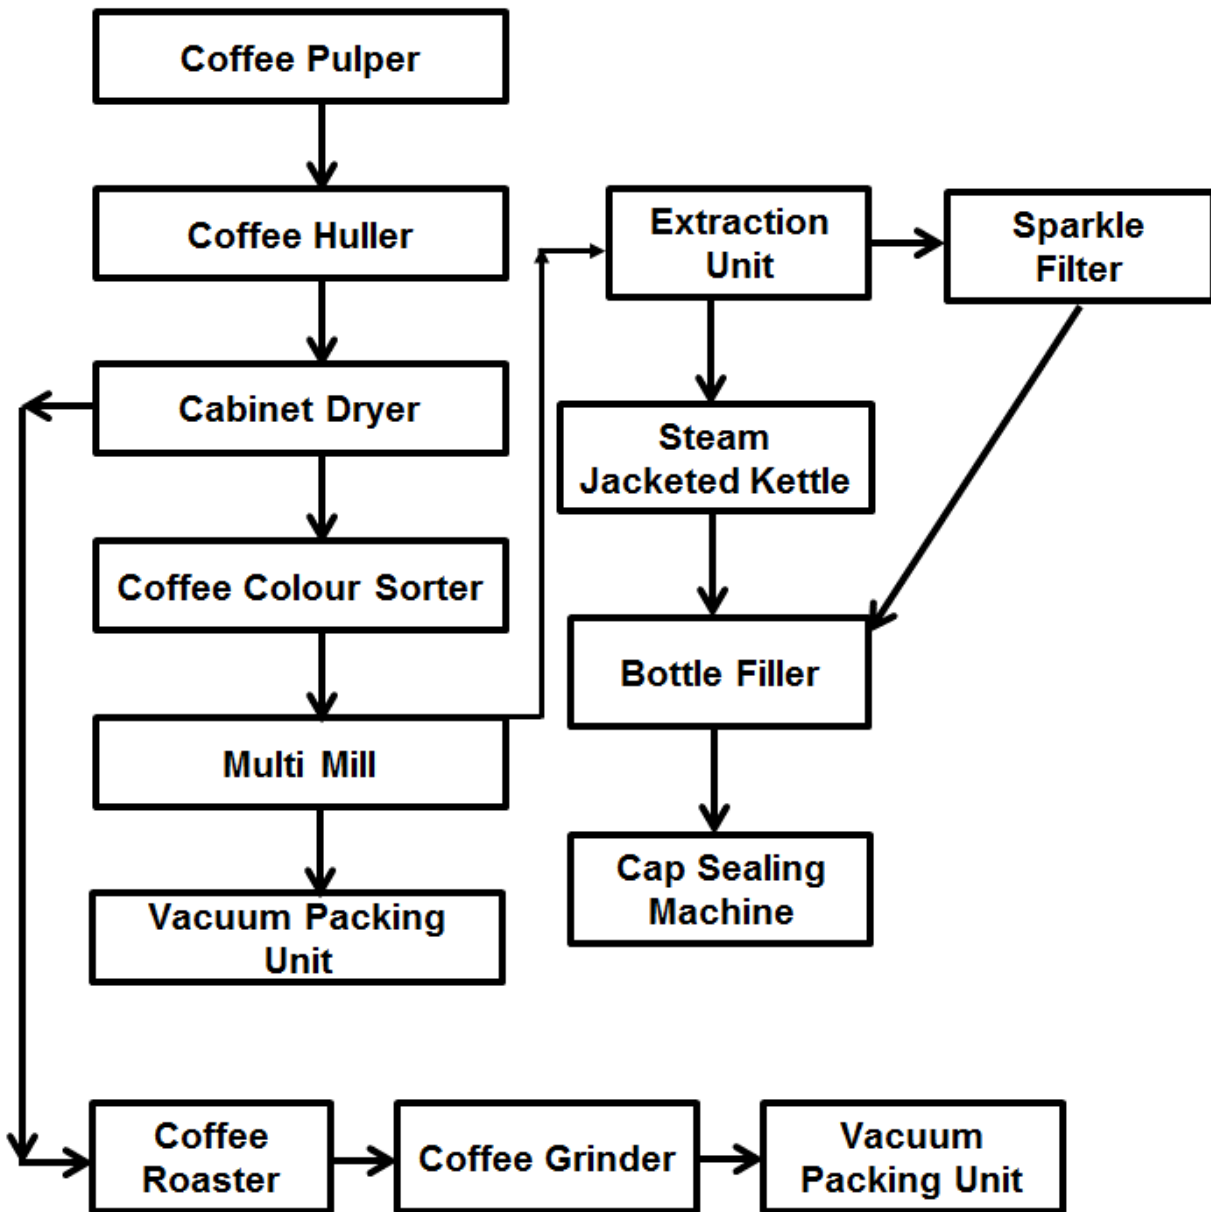 Coffee Pulper
Coffee Huller
Cabinet Dryer
Coffee Colour Sorter
Multi Mill
Vacuum Packing
Unit
Extraction
Unit
Sparkle
Filter
Steam
Jacketed Kettle
Bottle Filler
Cap Sealing
Machine
Coffee
Roaster
Coffee Grinder
Vacuum
Packing Unit